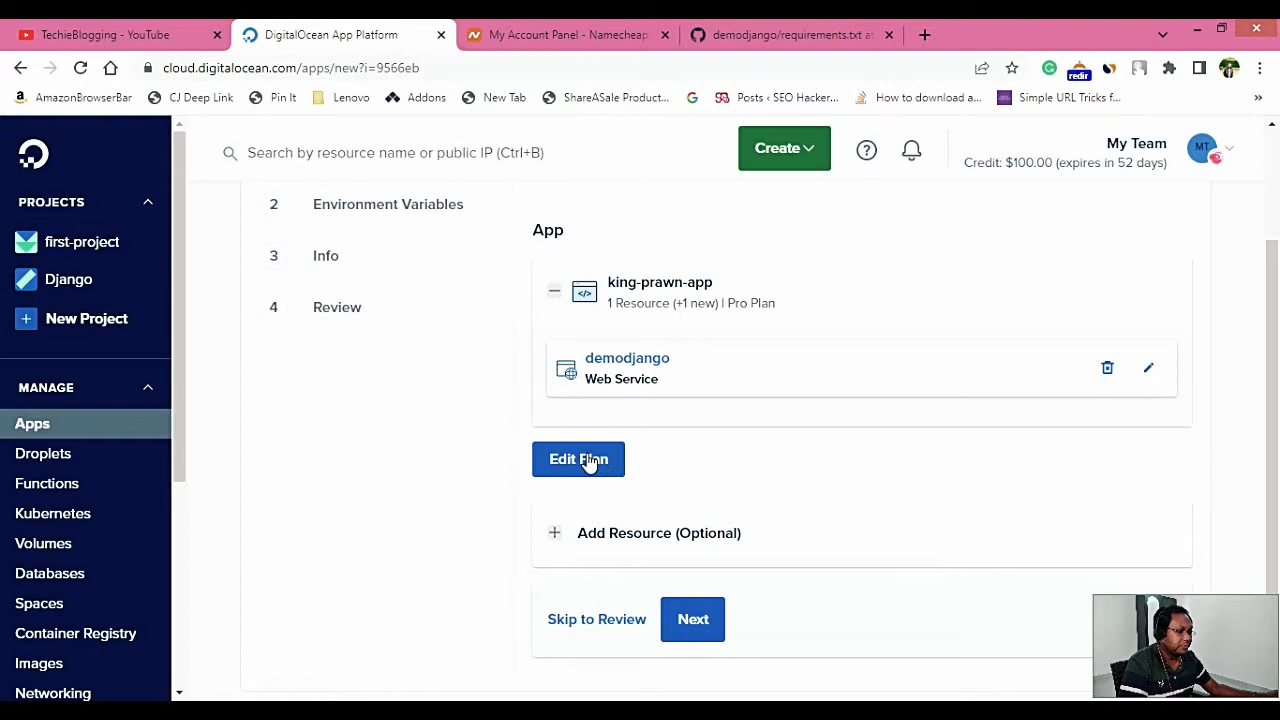 TechieBlogging - YouTube
DigitalOcean App Platform
My Account Panel - Namecheap
demodjango/requirements.txt at
cloud.digitalocean.com/apps/new?i=9566eb
redir
AmazonBrowserBar
CJ Deep Link
Pin It
Lenovo
Addons
New Tab
ShareASale Product...
Posts ‹ SEO Hacker...
How to download a...
Simple URL Tricks f...
»
Search by resource name or public IP (Ctrl+B)
Create
My Team
Credit: $100.00 (expires in 52 days)
MT
PROJECTS
first-project
Django
New Project
MANAGE
Apps
Droplets
Functions
Kubernetes
Volumes
Databases
Spaces
Container Registry
Images
Networking
2 Environment Variables
3 Info
4 Review
App
king-prawn-app
1 Resource (+1 new) | Pro Plan
demodjango
Web Service
Edit Plan
Add Resource (Optional)
Skip to Review
Next